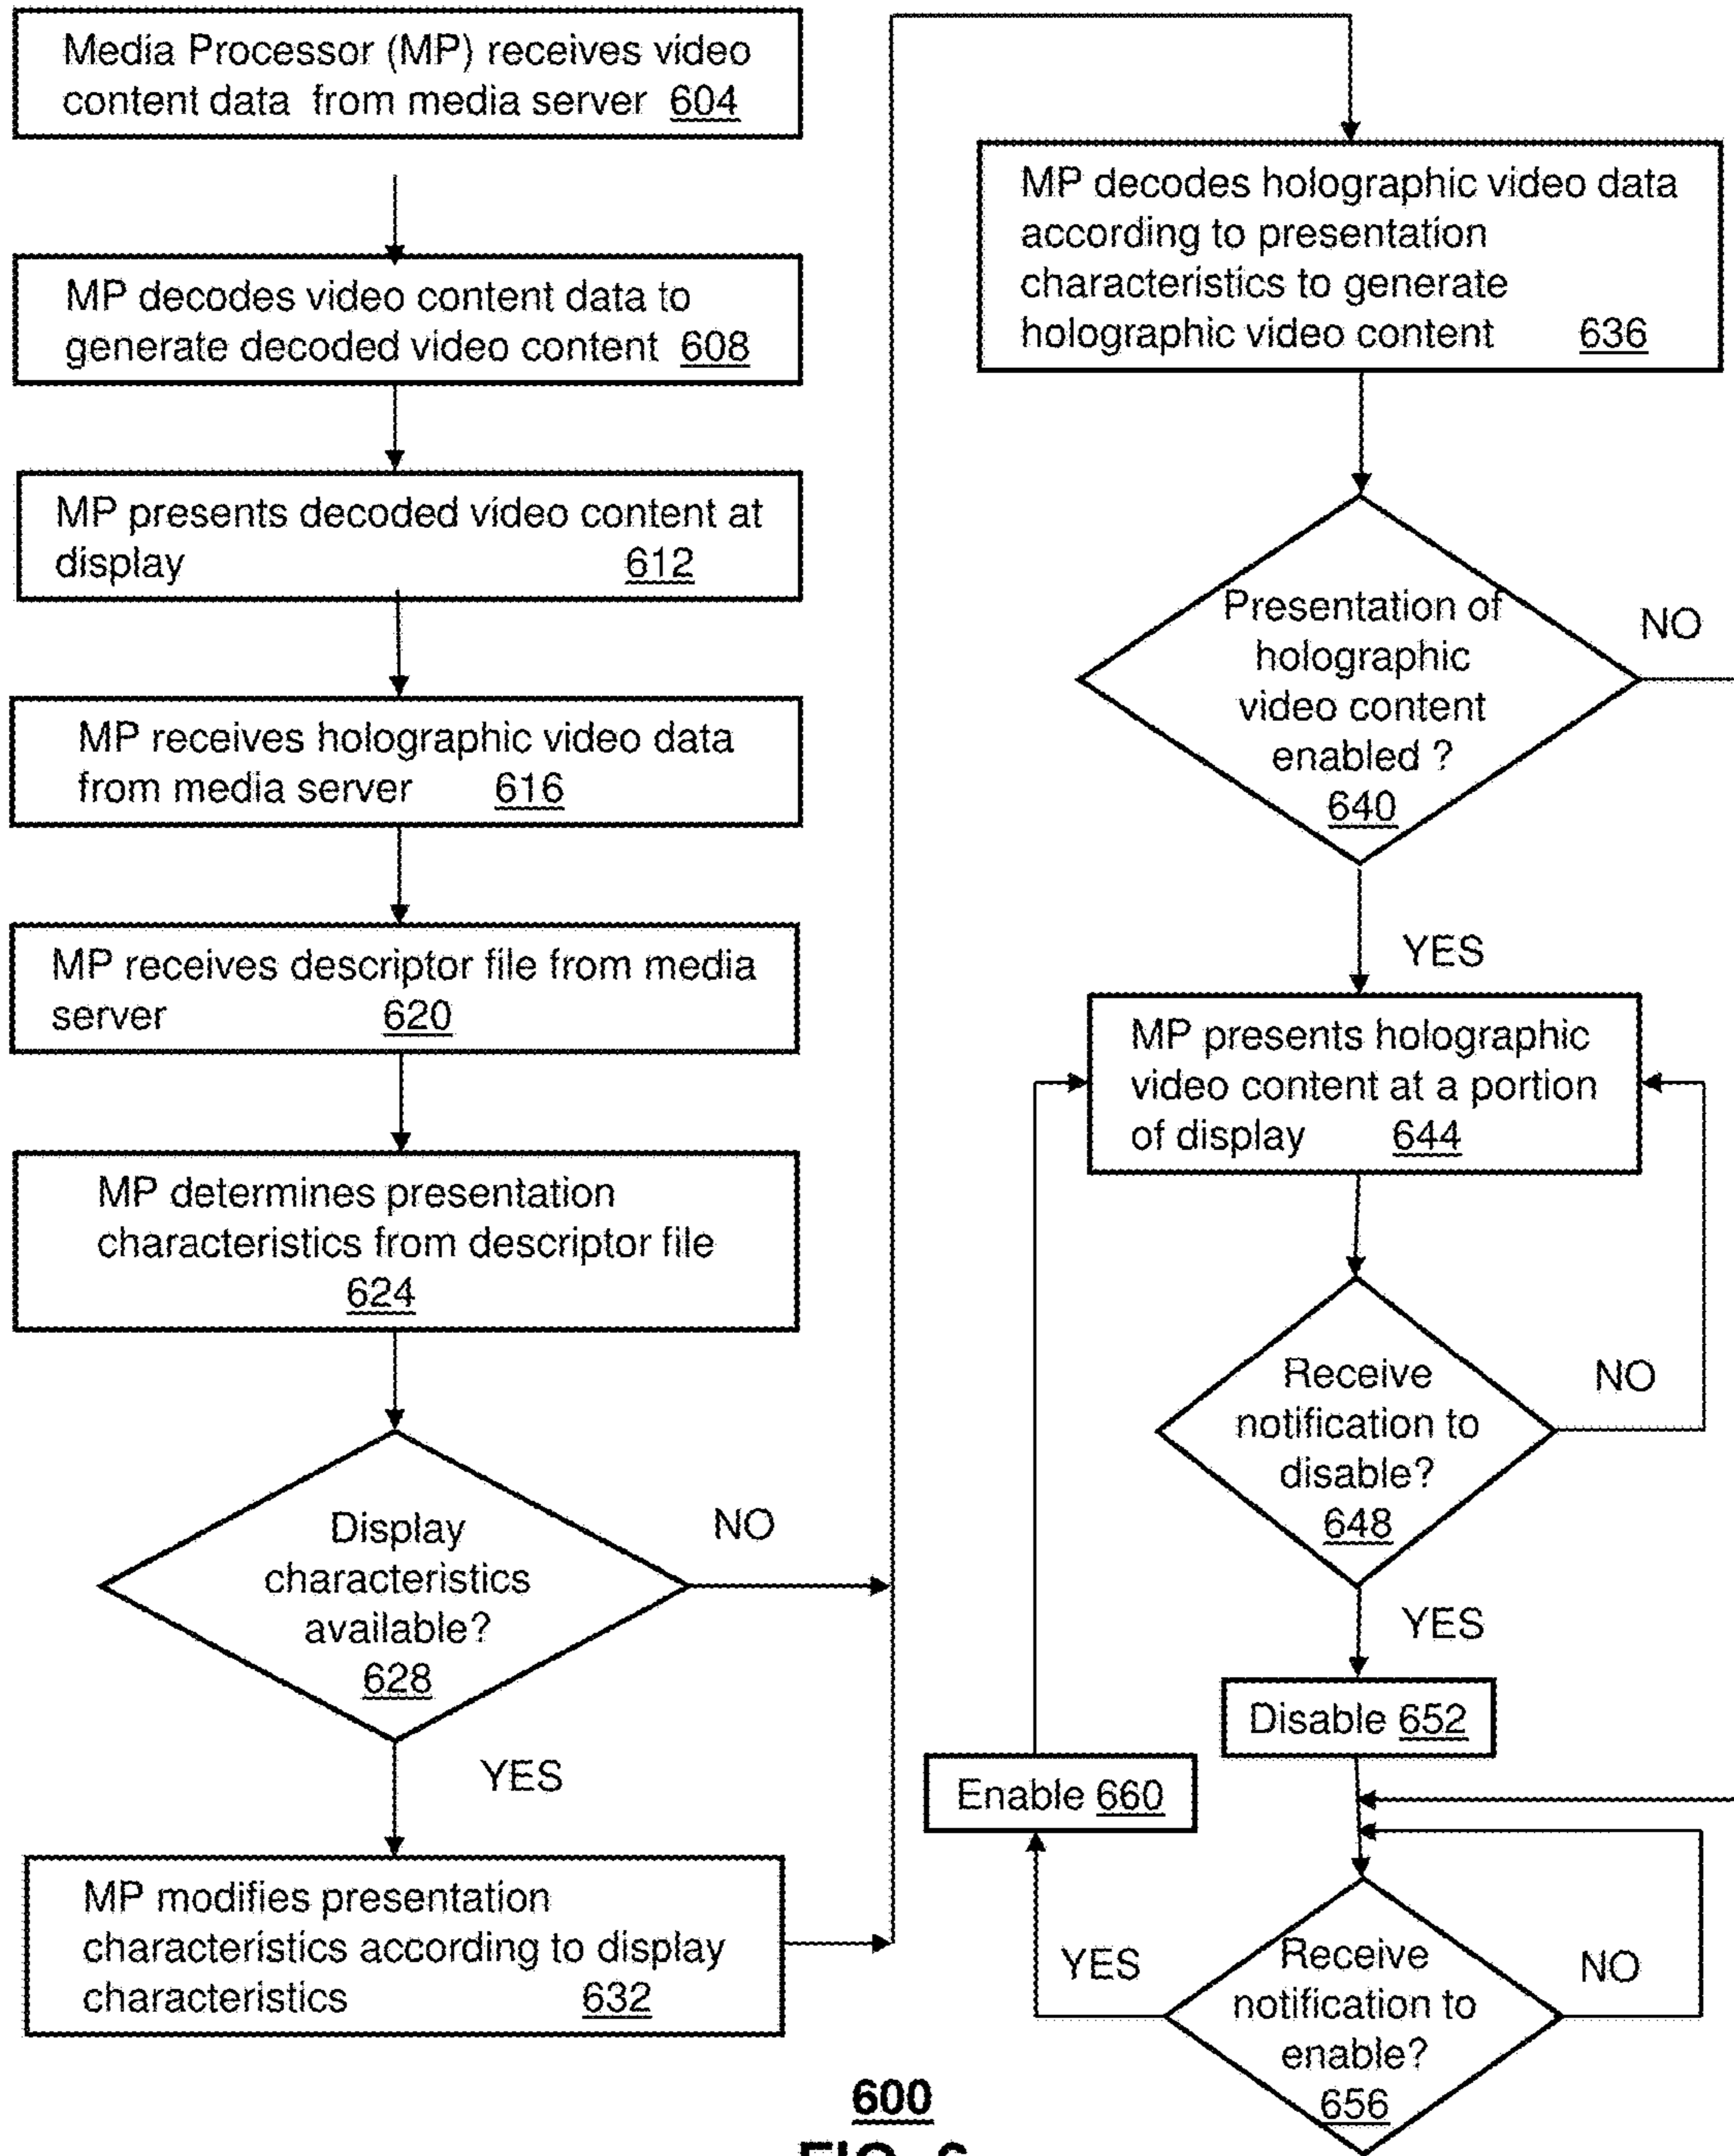 Media Processor (MP) receives video
content data from media server 604
MP decodes video content data to
generate decoded video content 608
MP presents decoded video content at
display 612
MP receives holographic video data
from media server 616
MP receives descriptor file from media
server 620
MP determines presentation
characteristics from descriptor file
624
Display
characteristics
available?
628
NO
YES
MP modifies presentation
characteristics according to display
characteristics 632
MP decodes holographic video data
according to presentation
characteristics to generate
holographic video content 636
Presentation of
holographic
video content
enabled ?
640
NO
YES
MP presents holographic
video content at a portion
of display 644
Receive
notification to
disable?
648
NO
YES
Disable 652
Enable 660
Receive
notification to
enable?
656
YES
NO
600
FIG. 6